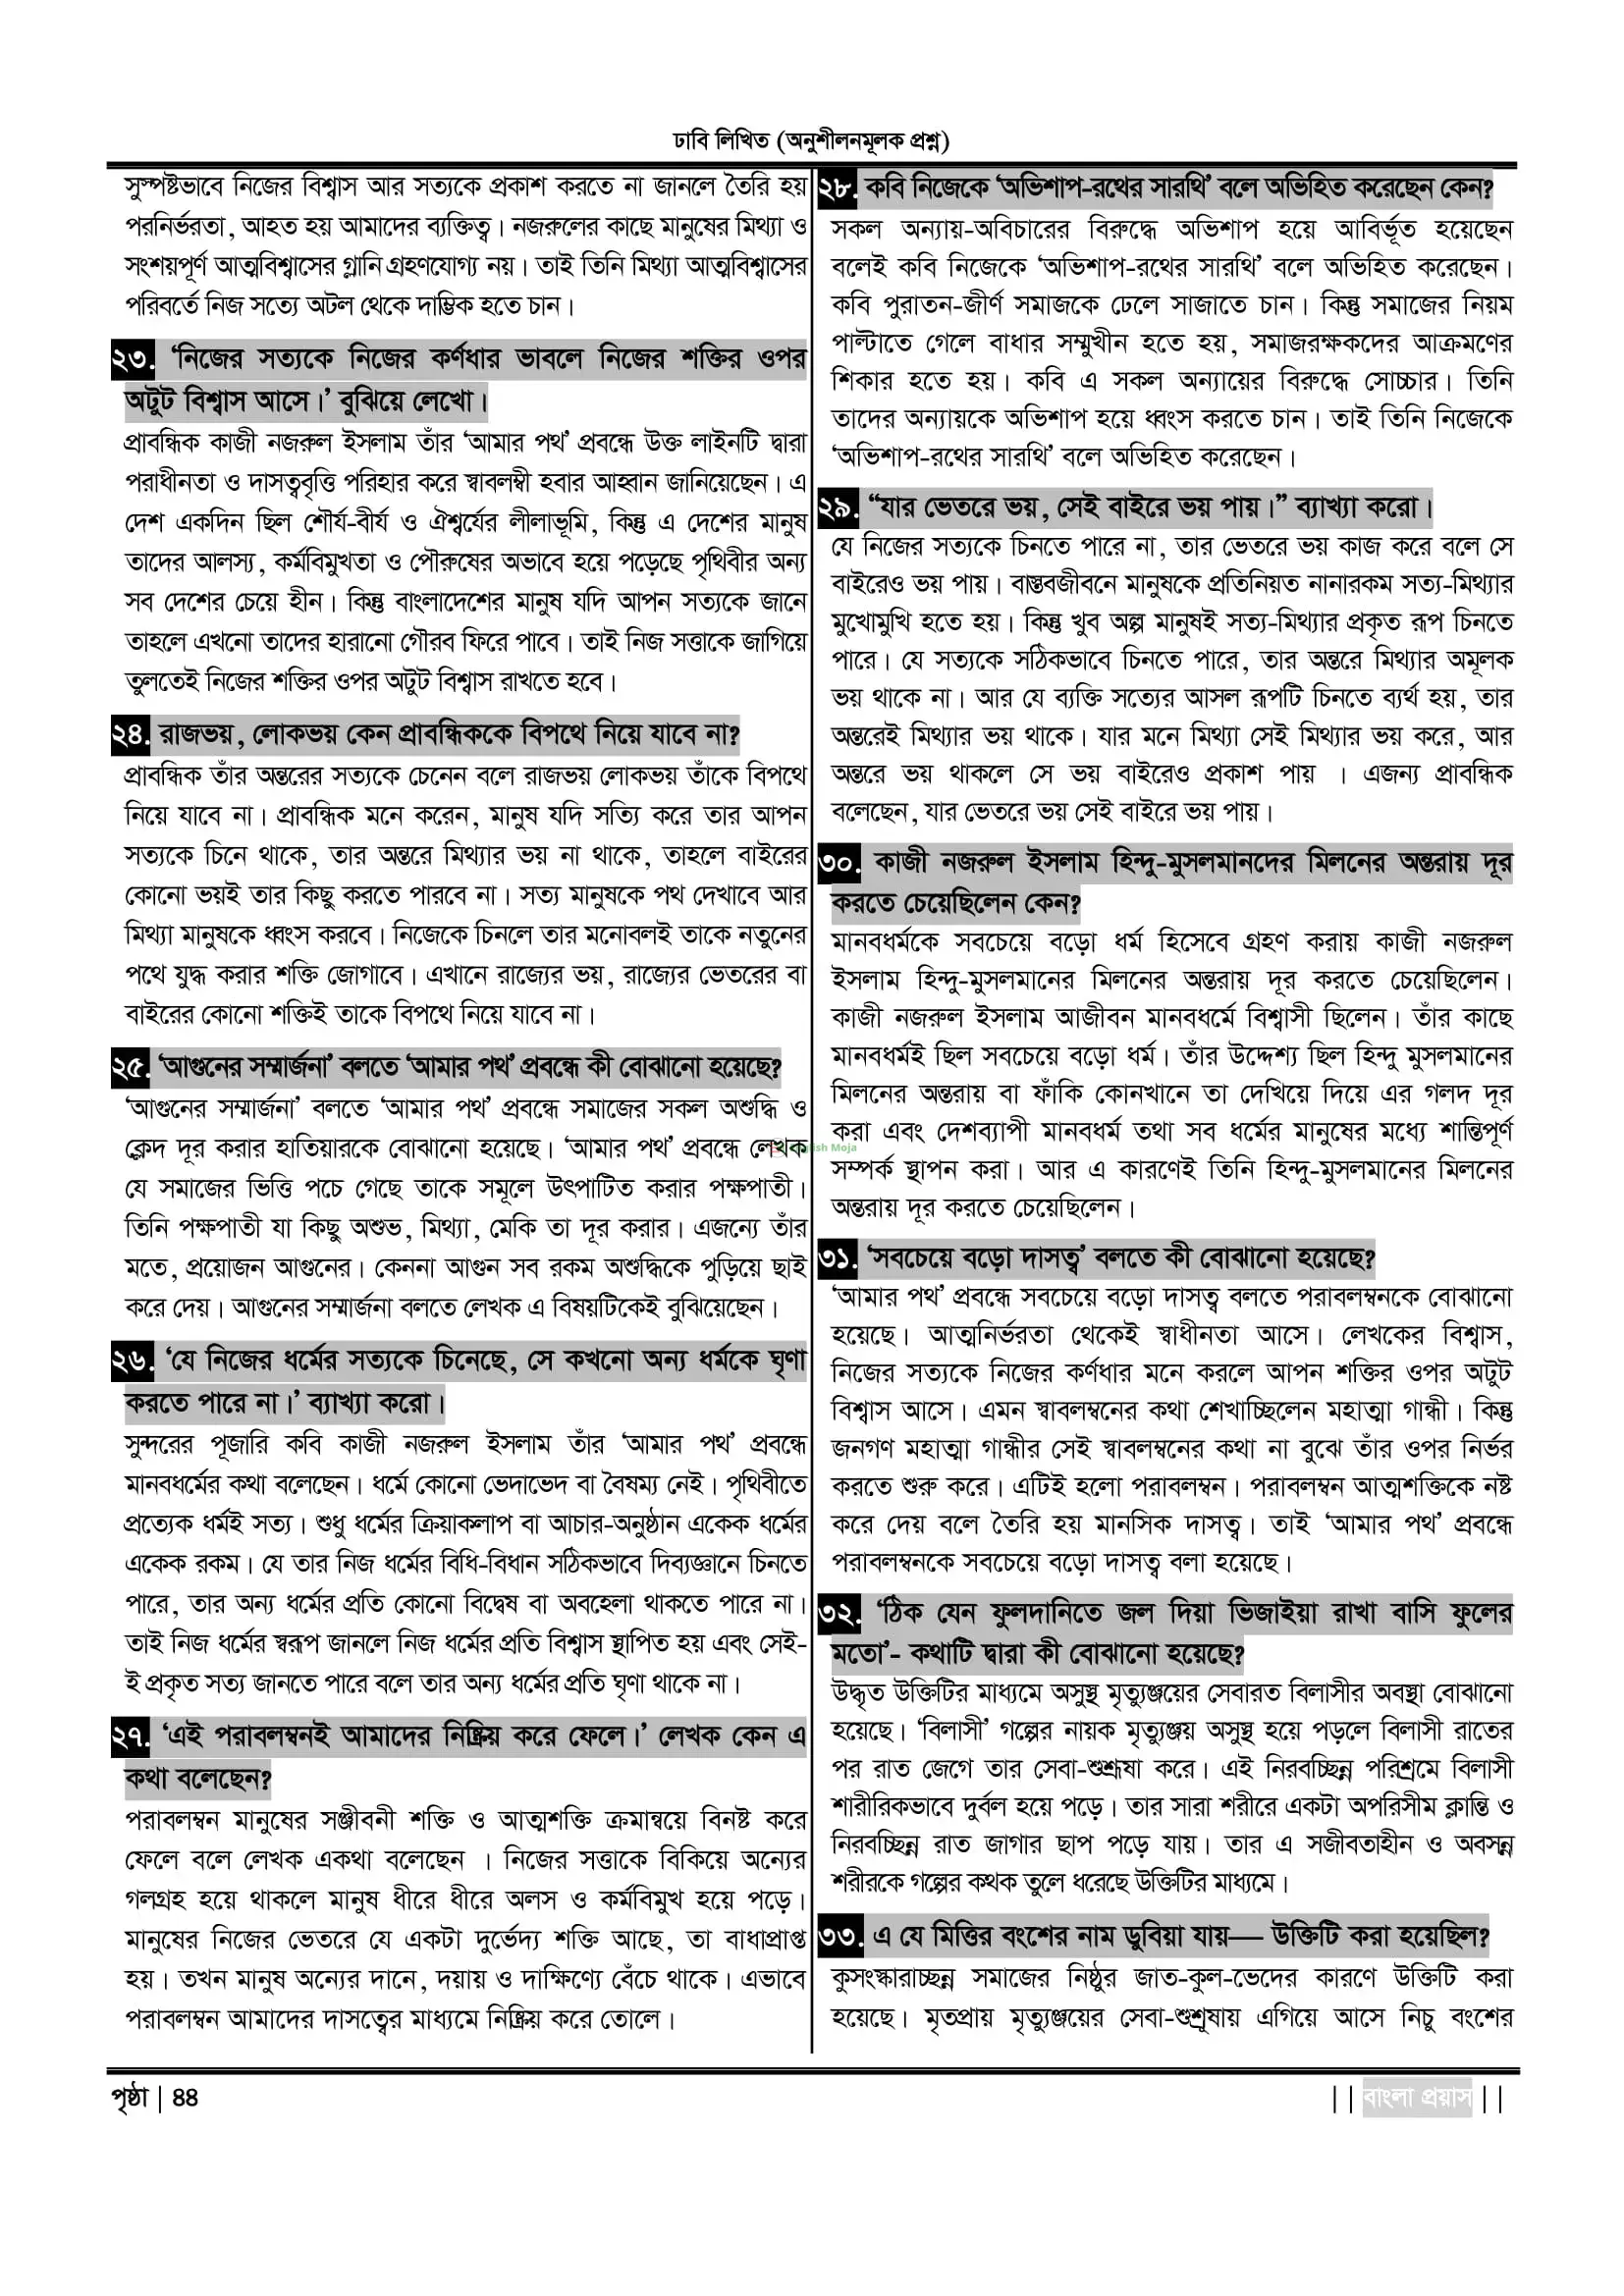 ঢাবি লিখিত (অনুশীলনমূলক প্রশ্ন)
সুস্পষ্টভাবে নিজের বিশ্বাস আর সত্যকে প্রকাশ করতে না জানলে তৈরি হয়
পরনির্ভরতা, আহত হয় আমাদের ব্যক্তিত্ব। নজরুলের কাছে মানুষের মিথ্যা ও
সংশয়পূর্ণ আত্মবিশ্বাসের গ্লানি গ্রহণযোগ্য নয়। তাই তিনি মিথ্যা আত্মবিশ্বাসের
পরিবর্তে নিজ সত্যে অটল থেকে দাম্ভিক হতে চান।
২৩. ‘নিজের সত্যকে নিজের কর্ণধার ভাবলে নিজের শক্তির ওপর
অটুট বিশ্বাস আসে।’ বুঝিয়ে লেখো।
প্রাবন্ধিক কাজী নজরুল ইসলাম তাঁর ‘আমার পথ’ প্রবন্ধে উক্ত লাইনটি দ্বারা
পরাধীনতা ও দাসত্ববৃত্তি পরিহার করে স্বাবলম্বী হবার আহ্বান জানিয়েছেন। এ
দেশ একদিন ছিল শৌর্য-বীর্য ও ঐশ্বর্যের লীলাভূমি, কিন্তু এ দেশের মানুষ
তাদের আলস্য, কর্মবিমুখতা ও পৌরুষের অভাবে হয়ে পড়েছে পৃথিবীর অন্য
সব দেশের চেয়ে হীন। কিন্তু বাংলাদেশের মানুষ যদি আপন সত্যকে জানে
তাহলে এখনো তাদের হারানো গৌরব ফিরে পাবে। তাই নিজ সত্তাকে জাগিয়ে
তুলতেই নিজের শক্তির ওপর অটুট বিশ্বাস রাখতে হবে।
২৪. রাজভয়, লোকভয় কেন প্রাবন্ধিককে বিপথে নিয়ে যাবে না?
প্রাবন্ধিক তাঁর অন্তরের সত্যকে চেনেন বলে রাজভয় লোকভয় তাঁকে বিপথে
নিয়ে যাবে না। প্রাবন্ধিক মনে করেন, মানুষ যদি সত্যি করে তার আপন
সত্যকে চিনে থাকে, তার অন্তরে মিথ্যার ভয় না থাকে, তাহলে বাইরের
কোনো ভয়ই তার কিছু করতে পারবে না। সত্য মানুষকে পথ দেখাবে আর
মিথ্যা মানুষকে ধ্বংস করবে। নিজেকে চিনলে তার মনোবলই তাকে নতুনের
পথে যুদ্ধ করার শক্তি জোগাবে। এখানে রাজ্যের ভয়, রাজ্যের ভেতরের বা
বাইরের কোনো শক্তিই তাকে বিপথে নিয়ে যাবে না।
২৫. ‘আগুনের সম্মার্জনা’ বলতে ‘আমার পথ’ প্রবন্ধে কী বোঝানো হয়েছে?
‘আগুনের সম্মার্জনা’ বলতে ‘আমার পথ’ প্রবন্ধে সমাজের সকল অশুদ্ধি ও
ক্লেদ দূর করার হাতিয়ারকে বোঝানো হয়েছে। ‘আমার পথ’ প্রবন্ধে লেখক
যে সমাজের ভিত্তি পচে গেছে তাকে সমূলে উৎপাটিত করার পক্ষপাতী।
তিনি পক্ষপাতী যা কিছু অশুভ, মিথ্যা, মেকি তা দূর করার। এজন্যে তাঁর
মতে, প্রয়োজন আগুনের। কেননা আগুন সব রকম অশুদ্ধিকে পুড়িয়ে ছাই
করে দেয়। আগুনের সম্মার্জনা বলতে লেখক এ বিষয়টিকেই বুঝিয়েছেন।
২৬. ‘যে নিজের ধর্মের সত্যকে চিনেছে, সে কখনো অন্য ধর্মকে ঘৃণা
করতে পারে না।’ ব্যাখ্যা করো।
সুন্দরের পূজারি কবি কাজী নজরুল ইসলাম তাঁর ‘আমার পথ’ প্রবন্ধে
মানবধর্মের কথা বলেছেন। ধর্মে কোনো ভেদাভেদ বা বৈষম্য নেই। পৃথিবীতে
প্রত্যেক ধর্মই সত্য। শুধু ধর্মের ক্রিয়াকলাপ বা আচার-অনুষ্ঠান একেক ধর্মের
একেক রকম। যে তার নিজ ধর্মের বিধি-বিধান সঠিকভাবে দিব্যজ্ঞানে চিনতে
পারে, তার অন্য ধর্মের প্রতি কোনো বিদ্বেষ বা অবহেলা থাকতে পারে না।
তাই নিজ ধর্মের স্বরূপ জানলে নিজ ধর্মের প্রতি বিশ্বাস স্থাপিত হয় এবং সেই-
ই প্রকৃত সত্য জানতে পারে বলে তার অন্য ধর্মের প্রতি ঘৃণা থাকে না।
২৭. ‘এই পরাবলম্বনই আমাদের নিষ্ক্রিয় করে ফেলে।’ লেখক কেন এ
কথা বলেছেন?
পরাবলম্বন মানুষের সঞ্জীবনী শক্তি ও আত্মশক্তি ক্রমান্বয়ে বিনষ্ট করে
ফেলে বলে লেখক একথা বলেছেন । নিজের সত্তাকে বিকিয়ে অন্যের
গলগ্রহ হয়ে থাকলে মানুষ ধীরে ধীরে অলস ও কর্মবিমুখ হয়ে পড়ে।
মানুষের নিজের ভেতরে যে একটা দুর্ভেদ্য শক্তি আছে, তা বাধাপ্রাপ্ত
হয়। তখন মানুষ অন্যের দানে, দয়ায় ও দাক্ষিণ্যে বেঁচে থাকে। এভাবে
পরাবলম্বন আমাদের দাসত্বের মাধ্যমে নিষ্ক্রিয় করে তোলে।
২৮. কবি নিজেকে ‘অভিশাপ-রথের সারথি’ বলে অভিহিত করেছেন কেন?
সকল অন্যায়-অবিচারের বিরুদ্ধে অভিশাপ হয়ে আবির্ভূত হয়েছেন
বলেই কবি নিজেকে ‘অভিশাপ-রথের সারথি’ বলে অভিহিত করেছেন।
কবি পুরাতন-জীর্ণ সমাজকে ঢেলে সাজাতে চান। কিন্তু সমাজের নিয়ম
পাল্টাতে গেলে বাধার সম্মুখীন হতে হয়, সমাজরক্ষকদের আক্রমণের
শিকার হতে হয়। কবি এ সকল অন্যায়ের বিরুদ্ধে সোচ্চার। তিনি
তাদের অন্যায়কে অভিশাপ হয়ে ধ্বংস করতে চান। তাই তিনি নিজেকে
‘অভিশাপ-রথের সারথি’ বলে অভিহিত করেছেন।
২৯. “যার ভেতরে ভয়, সেই বাইরে ভয় পায়।” ব্যাখ্যা করো।
যে নিজের সত্যকে চিনতে পারে না, তার ভেতরে ভয় কাজ করে বলে সে
বাইরেও ভয় পায়। বাস্তবজীবনে মানুষকে প্রতিনিয়ত নানারকম সত্য-মিথ্যার
মুখোমুখি হতে হয়। কিন্তু খুব অল্প মানুষই সত্য-মিথ্যার প্রকৃত রূপ চিনতে
পারে। যে সত্যকে সঠিকভাবে চিনতে পারে, তার অন্তরে মিথ্যার অমূলক
ভয় থাকে না। আর যে ব্যক্তি সত্যের আসল রূপটি চিনতে ব্যর্থ হয়, তার
অন্তরেই মিথ্যার ভয় থাকে। যার মনে মিথ্যা সেই মিথ্যার ভয় করে, আর
অন্তরে ভয় থাকলে সে ভয় বাইরেও প্রকাশ পায় । এজন্য প্রাবন্ধিক
বলেছেন, যার ভেতরে ভয় সেই বাইরে ভয় পায়।
৩০. কাজী নজরুল ইসলাম হিন্দু-মুসলমানদের মিলনের অন্তরায় দূর
করতে চেয়েছিলেন কেন?
মানবধর্মকে সবচেয়ে বড়ো ধর্ম হিসেবে গ্রহণ করায় কাজী নজরুল
ইসলাম হিন্দু-মুসলমানের মিলনের অন্তরায় দূর করতে চেয়েছিলেন।
কাজী নজরুল ইসলাম আজীবন মানবধর্মে বিশ্বাসী ছিলেন। তাঁর কাছে
মানবধর্মই ছিল সবচেয়ে বড়ো ধর্ম। তাঁর উদ্দেশ্য ছিল হিন্দু মুসলমানের
মিলনের অন্তরায় বা ফাঁকি কোনখানে তা দেখিয়ে দিয়ে এর গলদ দূর
করা এবং দেশব্যাপী মানবধর্ম তথা সব ধর্মের মানুষের মধ্যে শান্তিপূর্ণ
সম্পর্ক স্থাপন করা। আর এ কারণেই তিনি হিন্দু-মুসলমানের মিলনের
অন্তরায় দূর করতে চেয়েছিলেন।
৩১. ‘সবচেয়ে বড়ো দাসত্ব’ বলতে কী বোঝানো হয়েছে?
‘আমার পথ’ প্রবন্ধে সবচেয়ে বড়ো দাসত্ব বলতে পরাবলম্বনকে বোঝানো
হয়েছে। আত্মনির্ভরতা থেকেই স্বাধীনতা আসে। লেখকের বিশ্বাস,
নিজের সত্যকে নিজের কর্ণধার মনে করলে আপন শক্তির ওপর অটুট
বিশ্বাস আসে। এমন স্বাবলম্বনের কথা শেখাচ্ছিলেন মহাত্মা গান্ধী। কিন্তু
জনগণ মহাত্মা গান্ধীর সেই স্বাবলম্বনের কথা না বুঝে তাঁর ওপর নির্ভর
করতে শুরু করে। এটিই হলো পরাবলম্বন। পরাবলম্বন আত্মশক্তিকে নষ্ট
করে দেয় বলে তৈরি হয় মানসিক দাসত্ব। তাই ‘আমার পথ’ প্রবন্ধে
পরাবলম্বনকে সবচেয়ে বড়ো দাসত্ব বলা হয়েছে।
৩২. ‘ঠিক যেন ফুলদানিতে জল দিয়া ভিজাইয়া রাখা বাসি ফুলের
মতো’- কথাটি দ্বারা কী বোঝানো হয়েছে?
উদ্ধৃত উক্তিটির মাধ্যমে অসুস্থ মৃত্যুঞ্জয়ের সেবারত বিলাসীর অবস্থা বোঝানো
হয়েছে। ‘বিলাসী’ গল্পের নায়ক মৃত্যুঞ্জয় অসুস্থ হয়ে পড়লে বিলাসী রাতের
পর রাত জেগে তার সেবা-শুশ্রূষা করে। এই নিরবচ্ছিন্ন পরিশ্রমে বিলাসী
শারীরিকভাবে দুর্বল হয়ে পড়ে। তার সারা শরীরে একটা অপরিসীম ক্লান্তি ও
নিরবচ্ছিন্ন রাত জাগার ছাপ পড়ে যায়। তার এ সজীবতাহীন ও অবসন্ন
শরীরকে গল্পের কথক তুলে ধরেছে উক্তিটির মাধ্যমে।
৩৩. এ যে মিত্তির বংশের নাম ডুবিয়া যায়— উক্তিটি করা হয়েছিল?
কুসংস্কারাচ্ছন্ন সমাজের নিষ্ঠুর জাত-কুল-ভেদের কারণে উক্তিটি করা
হয়েছে। মৃতপ্রায় মৃত্যুঞ্জয়ের সেবা-শুশ্রূষায় এগিয়ে আসে নিচু বংশের
পৃষ্ঠা | ৪৪
|| বাংলা প্রয়াস ||